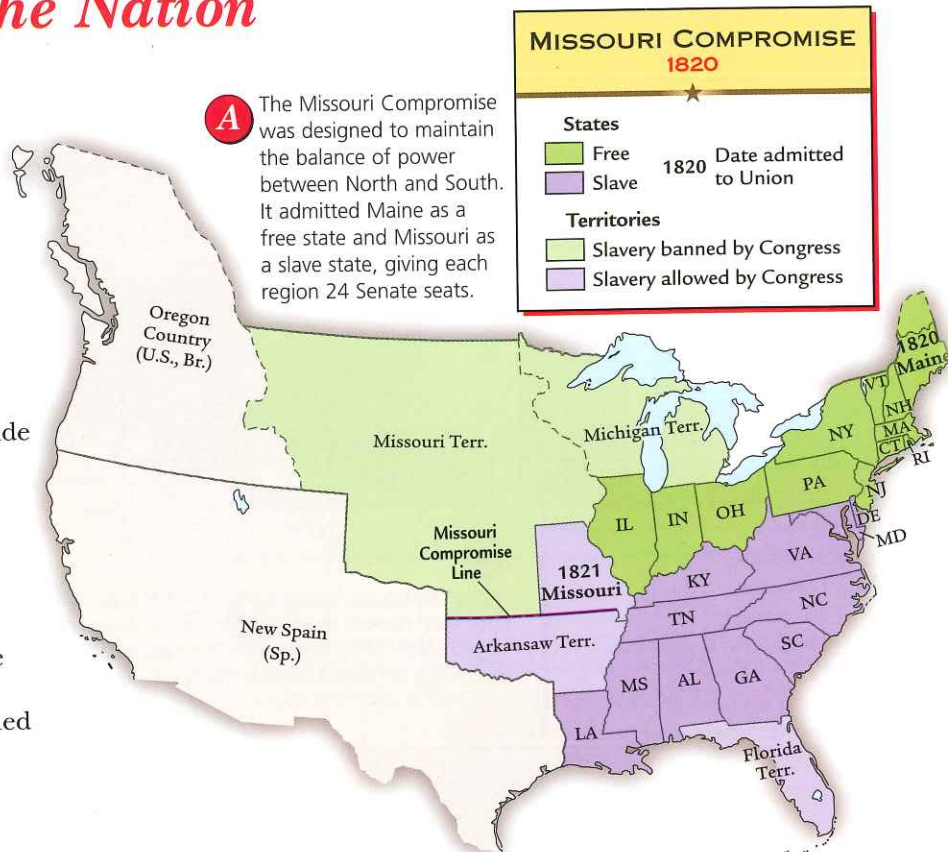 he Nation
MISSOURI COMPROMISE
1820
States
Free
Slave
1820 Date admitted
to Union
Territories
Slavery banned by Congress
Slavery allowed by Congress
A
The Missouri Compromise
was designed to maintain
the balance of power
between North and South.
It admitted Maine as a
free state and Missouri as
a slave state, giving each
region 24 Senate seats.
de
e
ed
Oregon
Country
(U.S., Br.)
Missouri Terr.
Michigan Terr.
Missouri
Compromise
Line
1821
Missouri
New Spain
(Sp.)
Arkansaw Terr.
1820
Maine
VT
NH
MA
CT
RI
NY
PA
NJ
DE
MD
IL
IN
OH
KY
VA
TN
NC
SC
MS
AL
GA
LA
Florida
Terr.